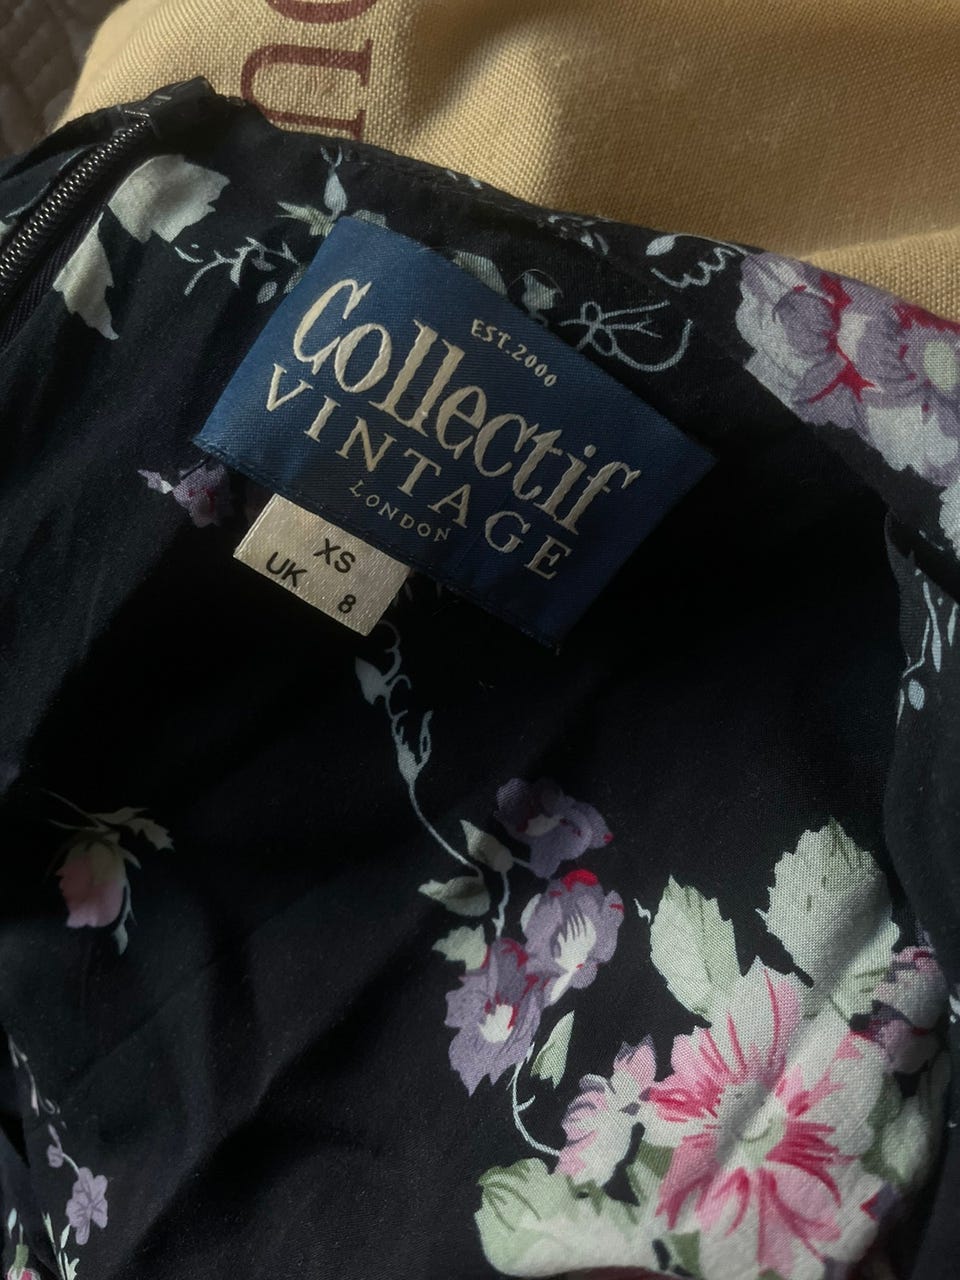 EST.2000
Collectif
VINTAGE
LONDON
XS
UK 8